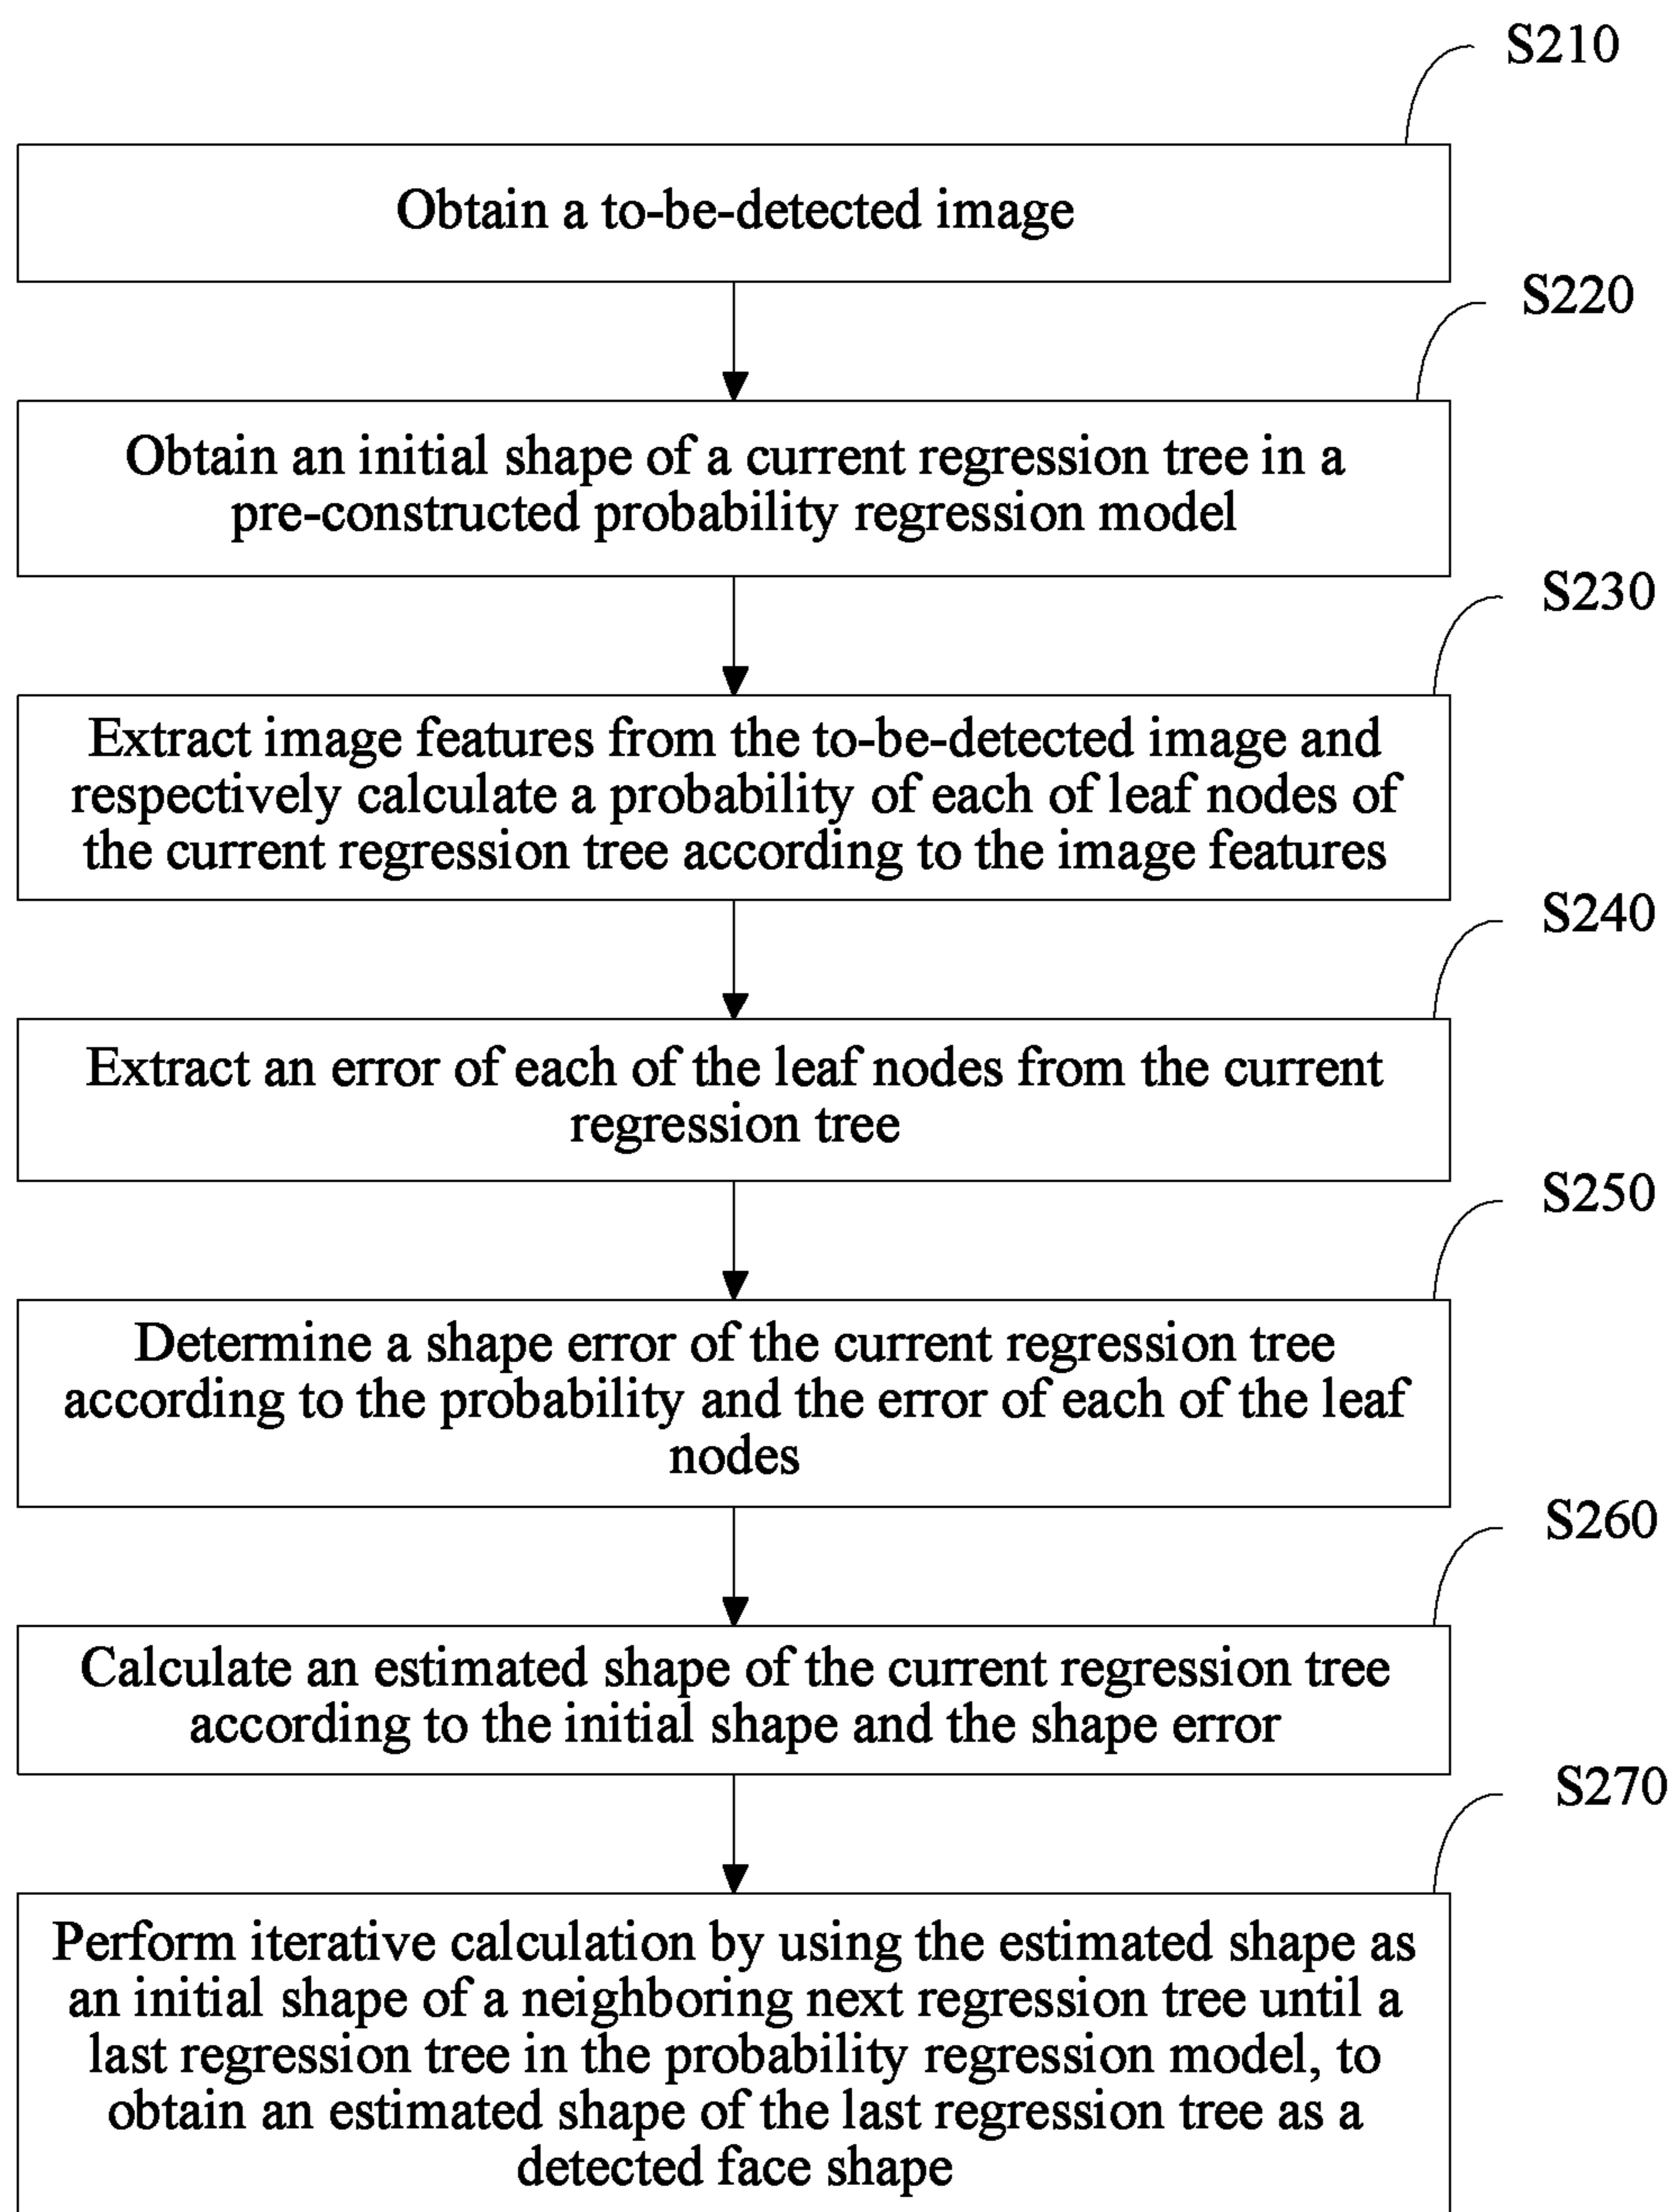 S210
Obtain a to-be-detected image
S220
Obtain an initial shape of a current regression tree in a
pre-constructed probability regression model
S230
Extract image features from the to-be-detected image and
respectively calculate a probability of each of leaf nodes of
the current regression tree according to the image features
S240
Extract an error of each of the leaf nodes from the current
regression tree
S250
Determine a shape error of the current regression tree
according to the probability and the error of each of the leaf
nodes
S260
Calculate an estimated shape of the current regression tree
according to the initial shape and the shape error
S270
Perform iterative calculation by using the estimated shape as
an initial shape of a neighboring next regression tree until a
last regression tree in the probability regression model, to
obtain an estimated shape of the last regression tree as a
detected face shape